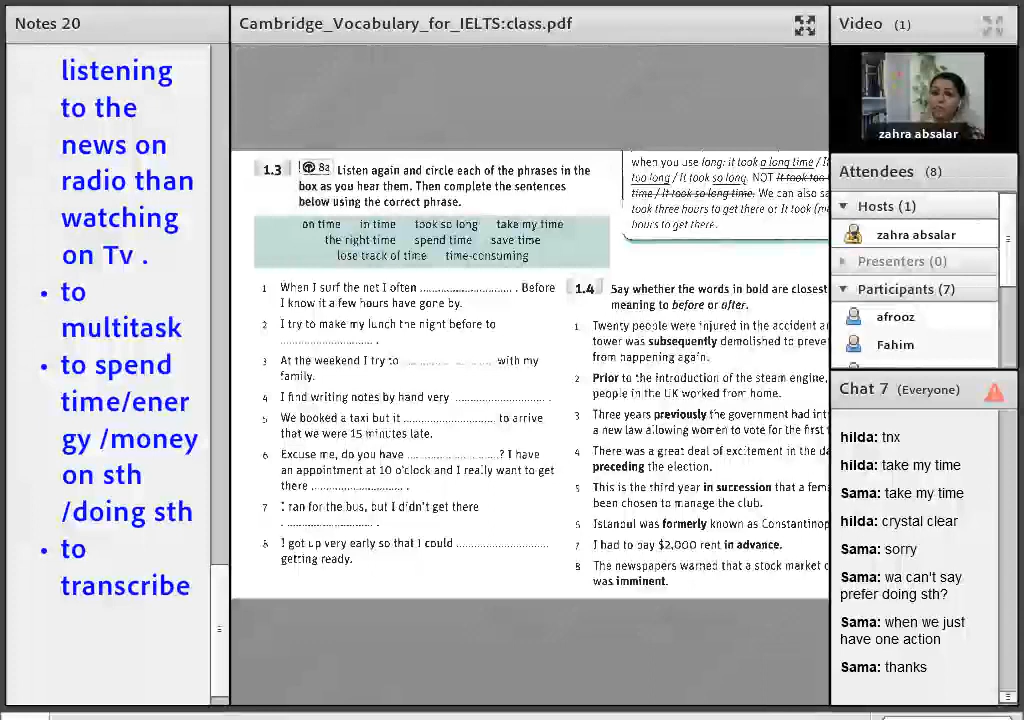 Notes 20
listening
to the
news on
radio than
watching
on Tv .
• to
multitask
• to spend
time/ener
gy /money
on sth
/doing sth
• to
transcribe
Cambridge_Vocabulary_for_IELTS:class.pdf
1.3 8a Listen again and circle each of the phrases in the
box as you hear them. Then complete the sentences
below using the correct phrase.
on time in time took so long take my time
the right time spend time save time
lose track of time time-consuming
1 When I surf the net I often .............................. . Before
I know it a few hours have gone by.
2 I try to make my lunch the night before to
.............................. .
3 At the weekend I try to .............................. with my
family.
4 I find writing notes by hand very .............................. .
5 We booked a taxi but it .............................. to arrive
that we were 15 minutes late.
6 Excuse me, do you have .............................. ? I have
an appointment at 10 o'clock and I really want to get
there .............................. .
7 I ran for the bus, but I didn't get there
.............................. .
8 I got up very early so that I could ..............................
getting ready.
when you use long: it took a long time / I
too long / It took so long. NOT It took too
time / It took so long time. We can also sa
took three hours to get there or It took (m
hours to get there.
1.4 Say whether the words in bold are closest
meaning to before or after.
1 Twenty people were injured in the accident a
tower was subsequently demolished to preve
from happening again.
2 Prior to the introduction of the steam engine,
people in the UK worked from home.
3 Three years previously the government had int
a new law allowing women to vote for the first
4 There was a great deal of excitement in the da
preceding the election.
5 This is the third year in succession that a fem
been chosen to manage the club.
6 Istanbul was formerly known as Constantinop
7 I had to pay $2,000 rent in advance.
8 The newspapers warned that a stock market c
was imminent.
Video (1)
zahra absalar
Attendees (8)
Hosts (1)
zahra absalar
Presenters (0)
Participants (7)
afrooz
Fahim
Chat 7 (Everyone)
hilda: tnx
hilda: take my time
Sama: take my time
hilda: crystal clear
Sama: sorry
Sama: wa can't say
prefer doing sth?
Sama: when we just
have one action
Sama: thanks